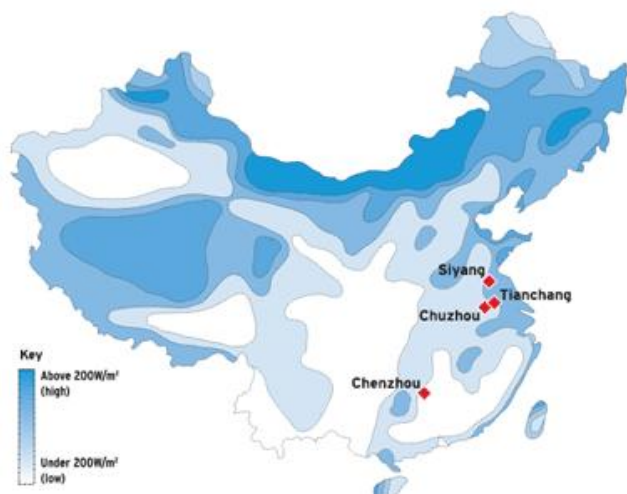 Siyang
Tianchang
Chuzhou
Chenzhou
Key
Above 200W/m²
(high)
Under 200W/m²
(low)